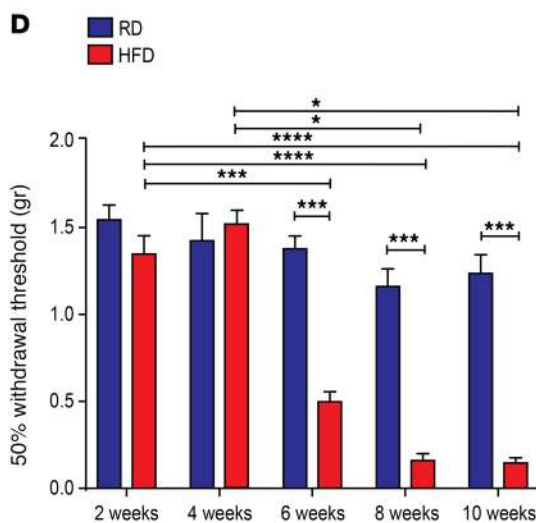 D
RD
HFD
*
*
****
****
***
***
***
***
2.0
1.5
1.0
0.5
0.0
50% withdrawal threshold (gr)
2 weeks 4 weeks 6 weeks 8 weeks 10 weeks